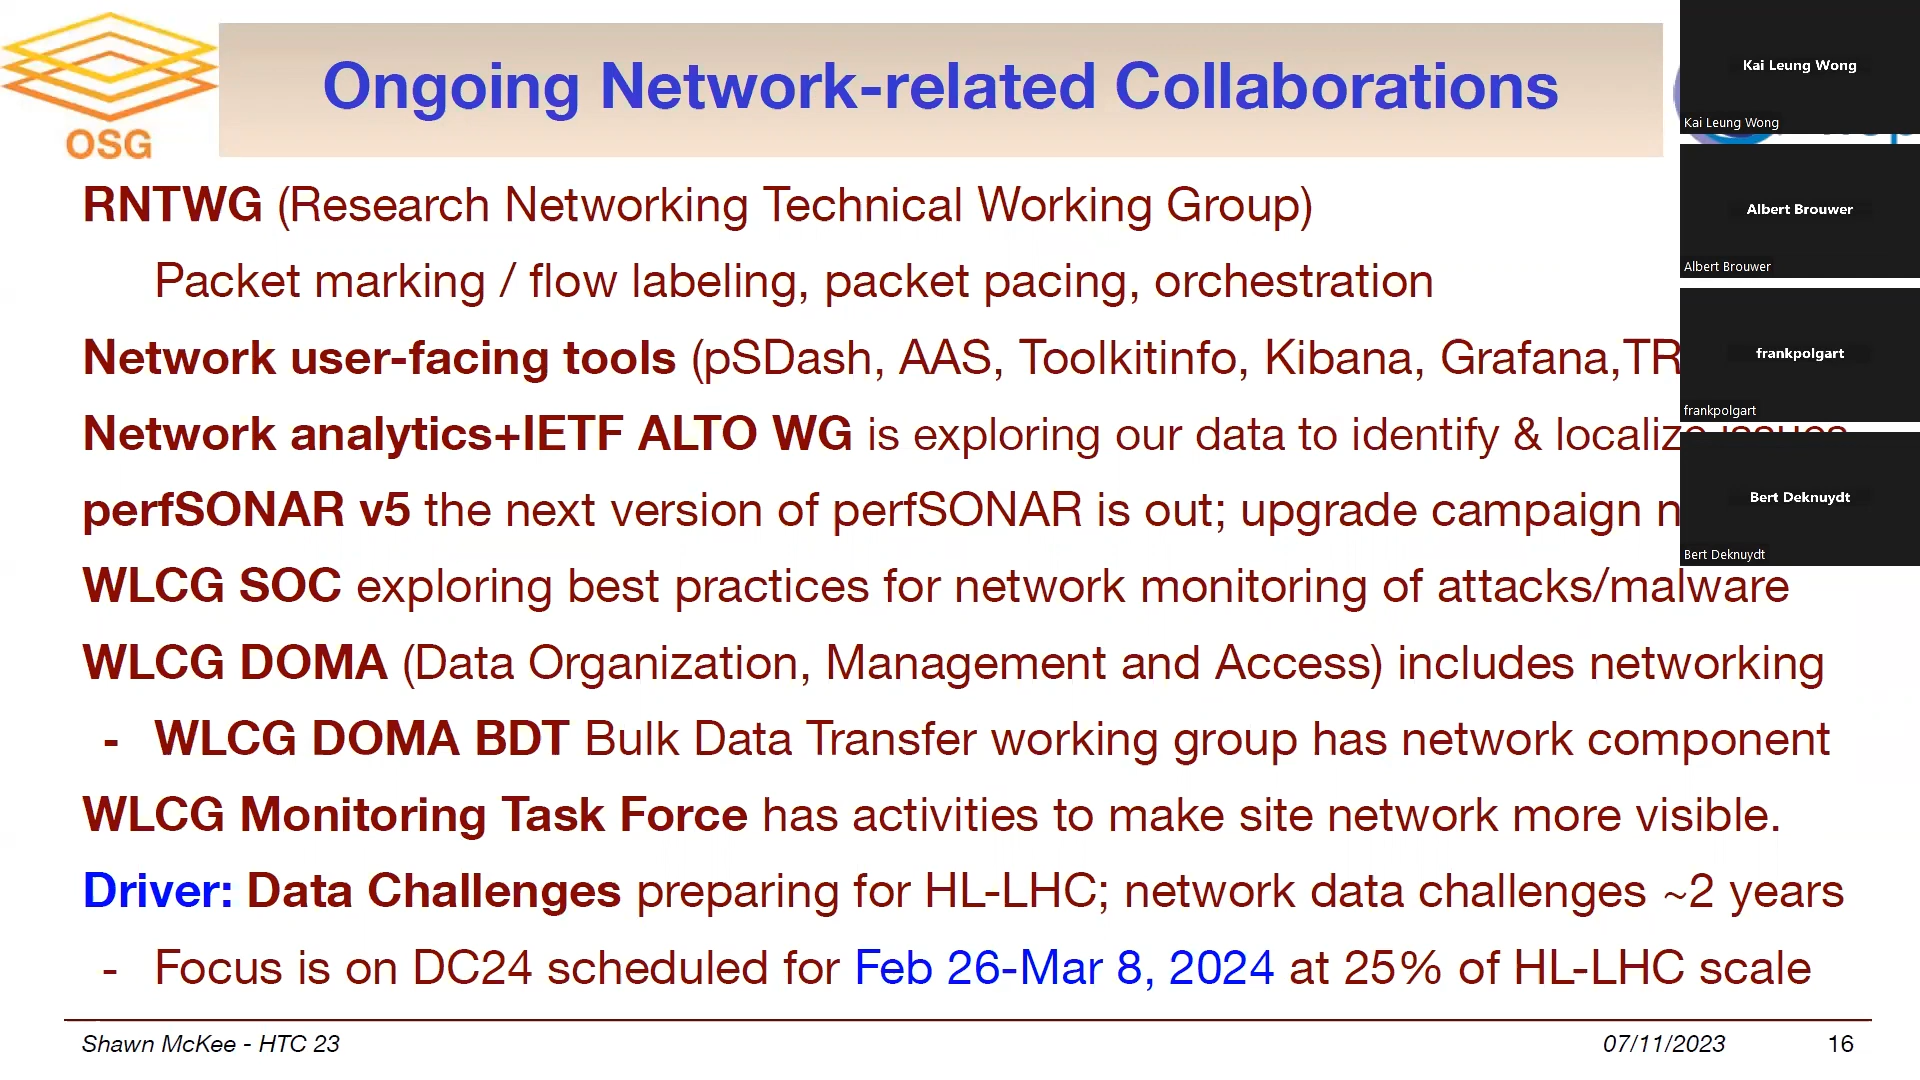 OSG
Ongoing Network-related Collaborations
RNTWG (Research Networking Technical Working Group)
Packet marking / flow labeling, packet pacing, orchestration
Network user-facing tools (pSDash, AAS, Toolkitinfo, Kibana, Grafana,TR
Network analytics+IETF ALTO WG is exploring our data to identify & localize issues
perfSONAR v5 the next version of perfSONAR is out; upgrade campaign
WLCG SOC exploring best practices for network monitoring of attacks/malware
WLCG DOMA (Data Organization, Management and Access) includes networking
- WLCG DOMA BDT Bulk Data Transfer working group has network component
WLCG Monitoring Task Force has activities to make site network more visible.
Driver: Data Challenges preparing for HL-LHC; network data challenges ~2 years
- Focus is on DC24 scheduled for Feb 26-Mar 8, 2024 at 25% of HL-LHC scale
Shawn McKee - HTC 23
07/11/2023
16
Kai Leung Wong
Kai Leung Wong
Albert Brouwer
Albert Brouwer
frankpolgart
frankpolgart
Bert Deknuydt
Bert Deknuydt